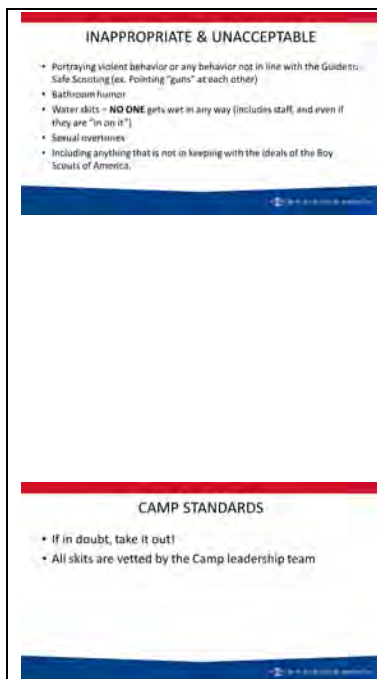 INAPPROPRIATE & UNACCEPTABLE
• Portraying violent behavior or any behavior not in line with the Guide to
Safe Scouting (ex. Pointing "guns" at each other)
• Bathroom humor
• Water skits – NO ONE gets wet in any way (includes staff, and even if
they are "in on it")
• Sexual overtones
• Including anything that is not in keeping with the ideals of the Boy
Scouts of America.
CAMP STANDARDS
• If in doubt, take it out!
• All skits are vetted by the Camp leadership team